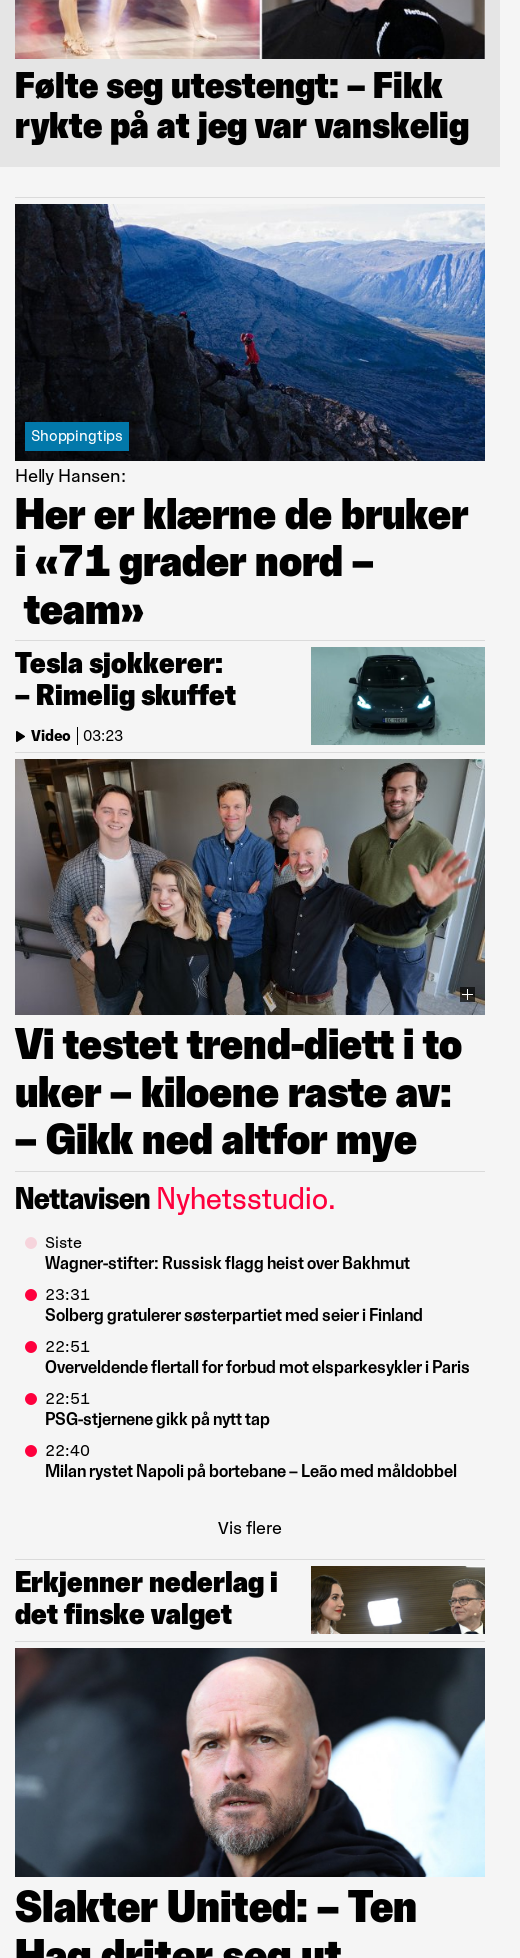 Følte seg utestengt: – Fikk
rykte på at jeg var vanskelig
Shoppingtips
Helly Hansen:
Her er klærne de bruker
i «71 grader nord –
team»
Tesla sjokkerer:
– Rimelig skuffet
Video | 03:23
Vi testet trend-diett i to
uker – kiloene raste av:
– Gikk ned altfor mye
Nettavisen Nyhetsstudio.
Siste
Wagner-stifter: Russisk flagg heist over Bakhmut
23:31
Solberg gratulerer søsterpartiet med seier i Finland
22:51
Overveldende flertall for forbud mot elsparkesykler i Paris
22:51
PSG-stjernene gikk på nytt tap
22:40
Milan rystet Napoli på bortebane – Leão med måldobbel
Vis flere
Erkjenner nederlag i
det finske valget
Slakter United: – Ten
Hag driter seg ut